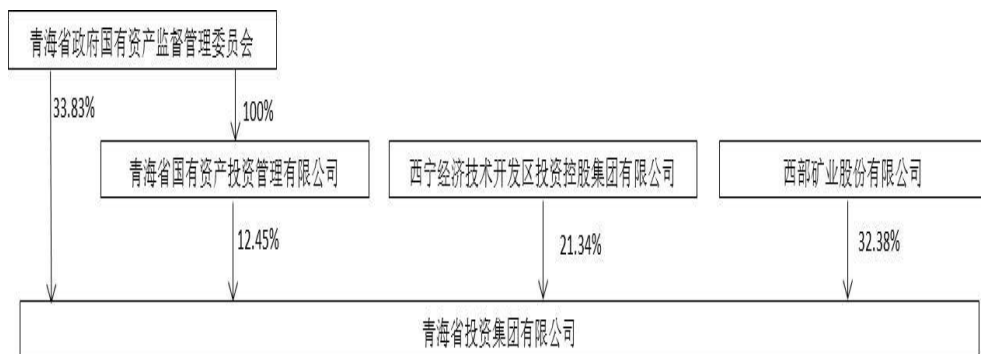 青海省政府国有资产监督管理委员会
33.83%
100%
青海省国有资产投资管理有限公司
西宁经济技术开发区投资控股集团有限公司
西部矿业股份有限公司
12.45%
21.34%
32.38%
青海省投资集团有限公司